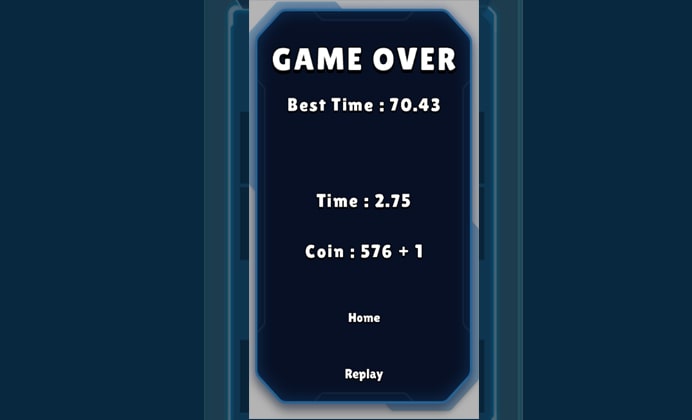 GAME OVER
Best Time : 70.43
Time : 2.75
Coin : 576 + 1
Home
Replay